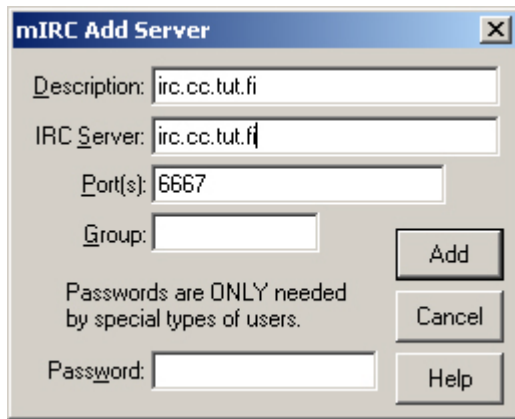 mIRC Add Server
Description: irc.cc.tut.fi
IRC Server: irc.cc.tut.fi
Port(s): 6667
Group:
Add
Passwords are ONLY needed
by special types of users.
Cancel
Password:
Help